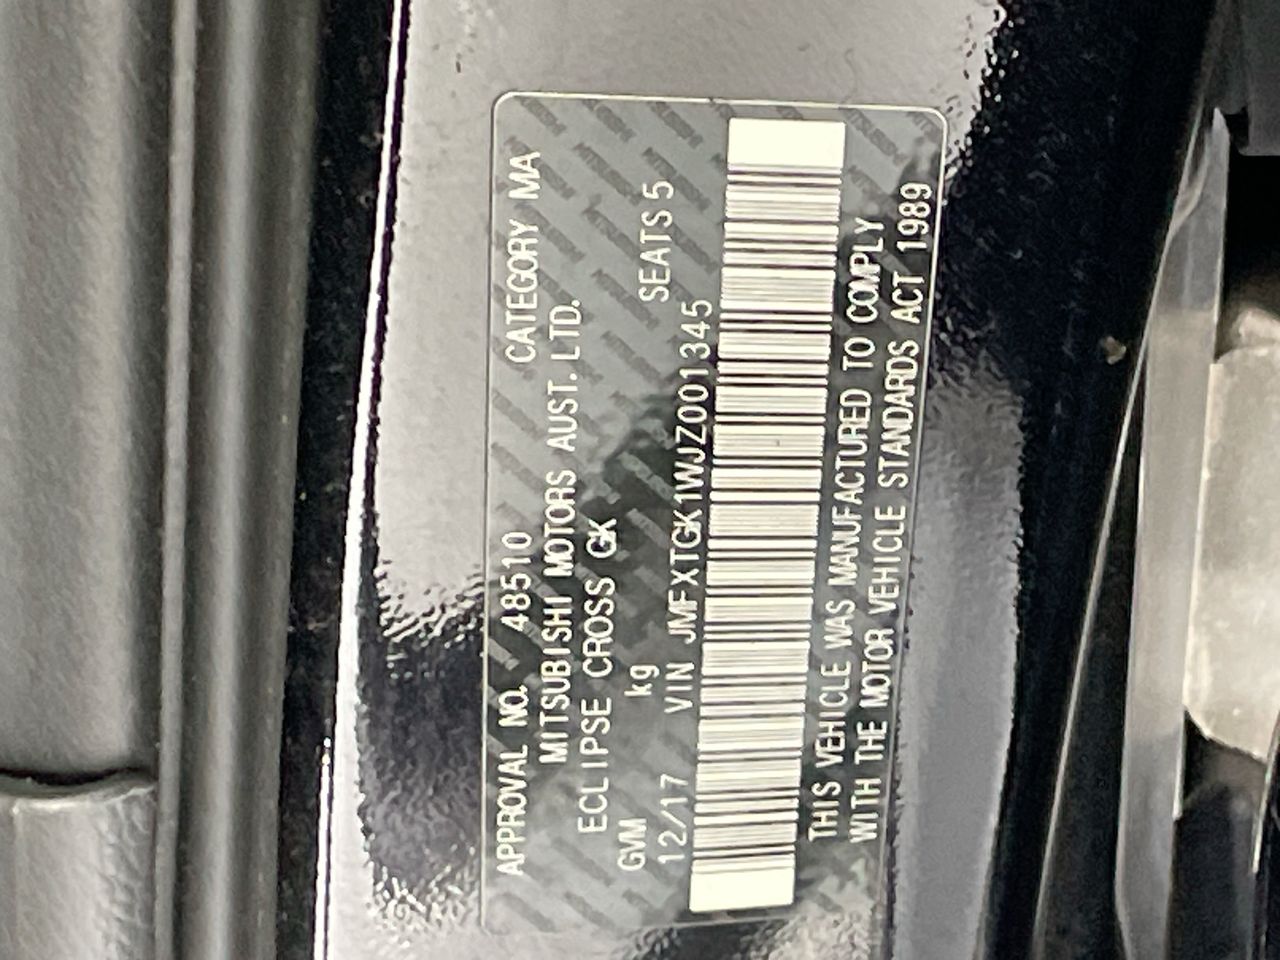 APPROVAL NO. 48510 CATEGORY MA
MITSUBISHI MOTORS AUST. LTD.
ECLIPSE CROSS GK
GVM kg SEATS 5
12/17 VIN JMFXTGK1WJZ001345
THIS VEHICLE WAS MANUFACTURED TO COMPLY
WITH THE MOTOR VEHICLE STANDARDS ACT 1989